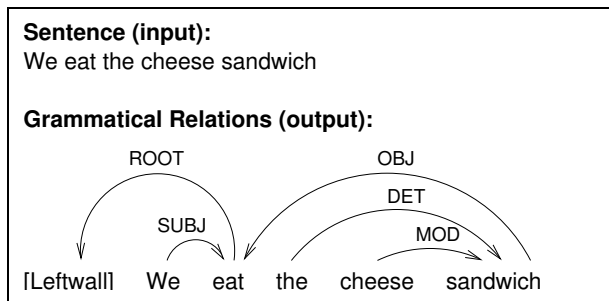 Sentence (input):
We eat the cheese sandwich
Grammatical Relations (output):
ROOT OBJ
DET
SUBJ
MOD
[Leftwall] We eat the cheese sandwich